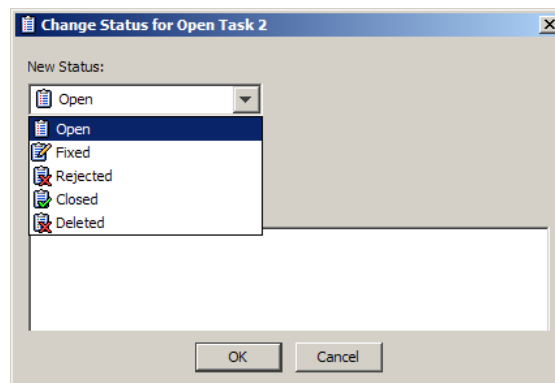 Change Status for Open Task 2
New Status:
Open
Open
Fixed
Rejected
Closed
Deleted
OK Cancel